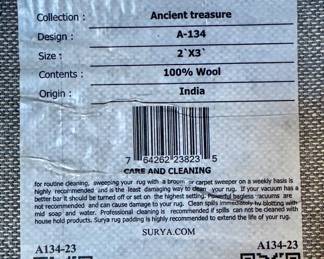 Collection : Ancient treasure
Design : A-134
Size : 2`X3`
Contents : 100% Wool
Origin : India
7 64262 23823 5
CARE AND CLEANING
for routine cleaning, sweeping your rug with a broom or carpet sweeper on a weekly hasis is
highly recommended and is the least damaging way to clean your rug. If your vacuum has a
better bar it should be turned off or set on the highest setting. Powerful bagless vacuums are
not recommended and can cause damage to your rug. Clean spills immediately by blotting with
mid soap and water. Professional cleaning is recommended if spills can not be cleaned with
house hold products. Surya rug padding is highly recommended to extend the life of your rug.
SURYA.COM
A134-23 A134-23